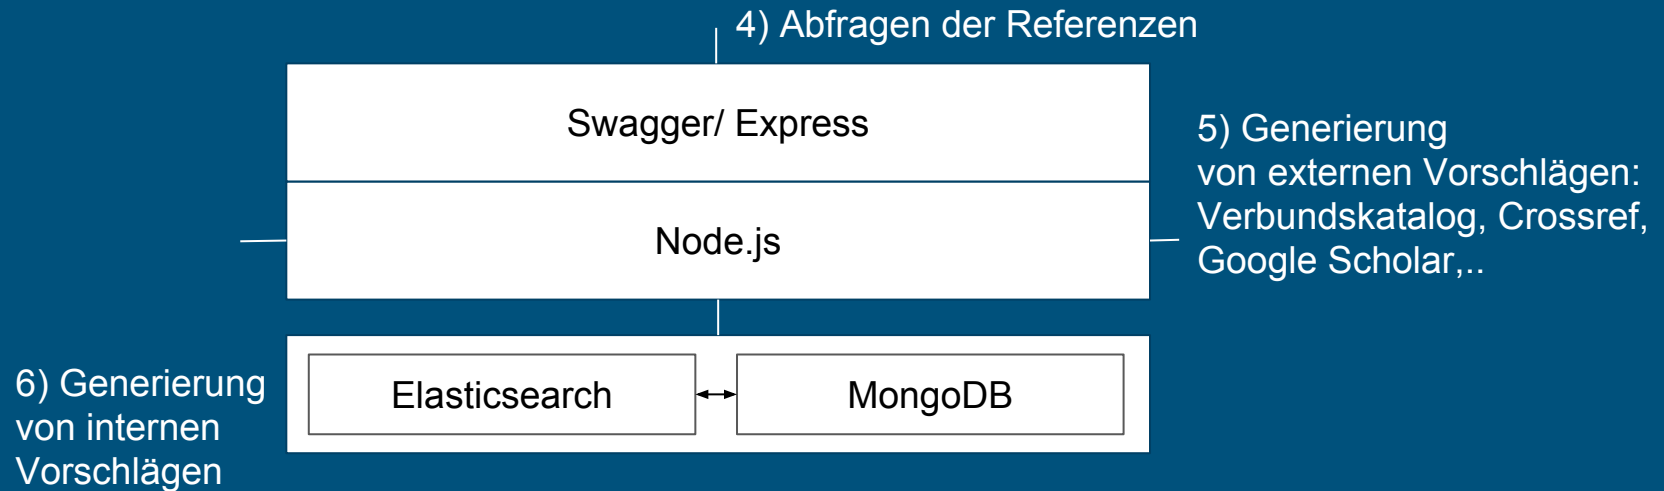 4) Abfragen der Referenzen
Swagger/ Express
5) Generierung
von externen Vorschlägen:
Verbundskatalog, Crossref,
Google Scholar,..
Node.js
6) Generierung
von internen
Vorschlägen
Elasticsearch
MongoDB